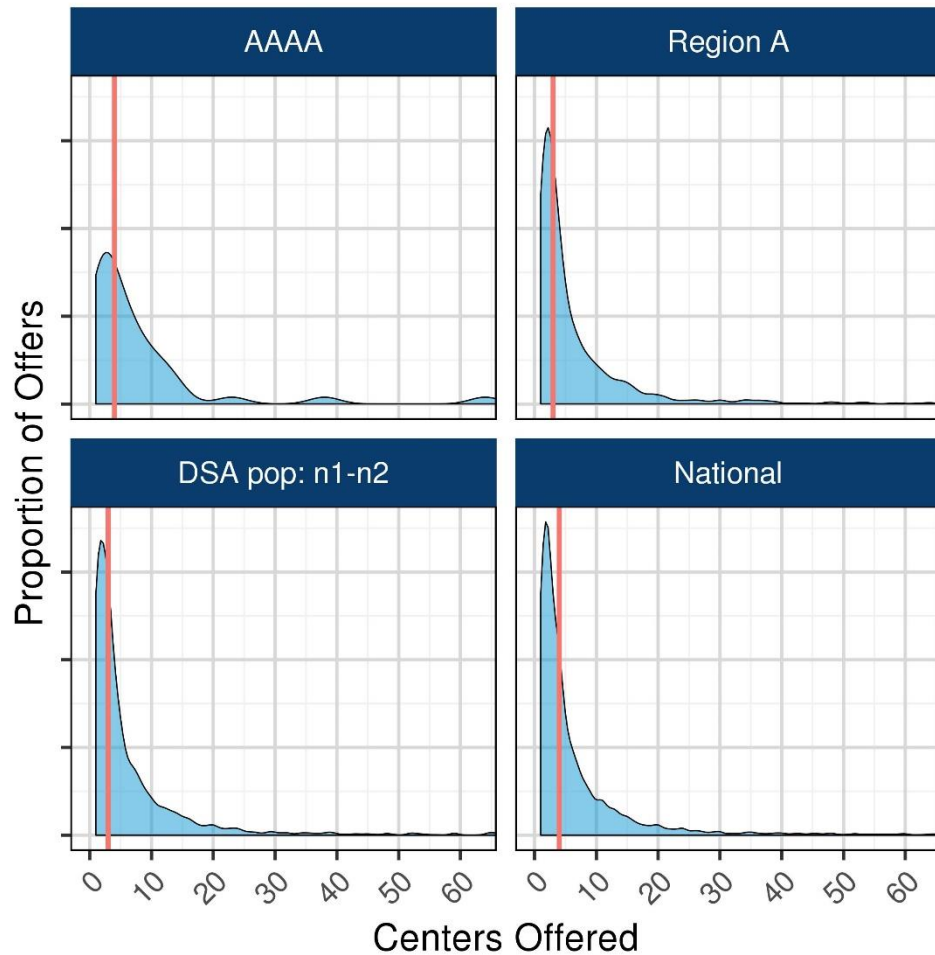 AAAA
Region A
DSA pop: n1-n2
National
Proportion of Offers
0 10 20 30 40 50 60
0 10 20 30 40 50 60
Centers Offered